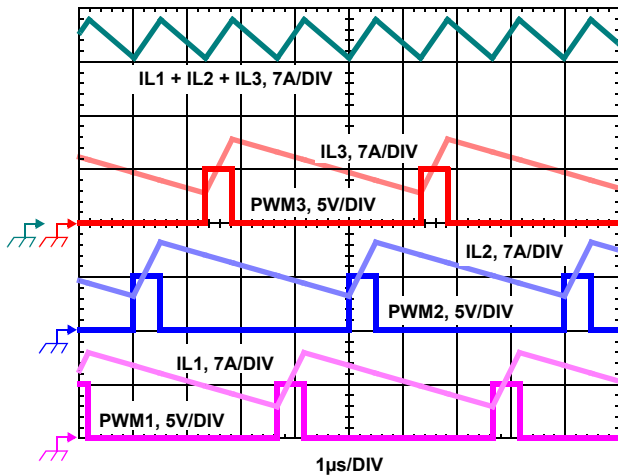 IL1 + IL2 + IL3, 7A/DIV
IL3, 7A/DIV
PWM3, 5V/DIV
IL2, 7A/DIV
PWM2, 5V/DIV
IL1, 7A/DIV
PWM1, 5V/DIV
1µs/DIV